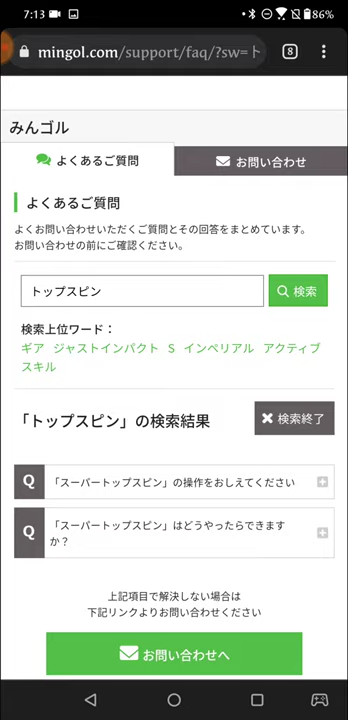 7:13
86%
mingol.com/support/faq/?sw=ト
8
みんゴル
よくあるご質問
お問い合わせ
よくあるご質問
よくお問い合わせいただくご質問とその回答をまとめています。
お問い合わせの前にご確認ください。
トップスピン
検索
検索上位ワード：
ギア ジャストインパクト S インペリアル アクティブ
スキル
「トップスピン」の検索結果
検索終了
Q
「スーパートップスピン」の操作をおしえてください
Q
「スーパートップスピン」はどうやったらできます
か？
上記項目で解決しない場合は
下記リンクよりお問い合わせください
お問い合わせへ